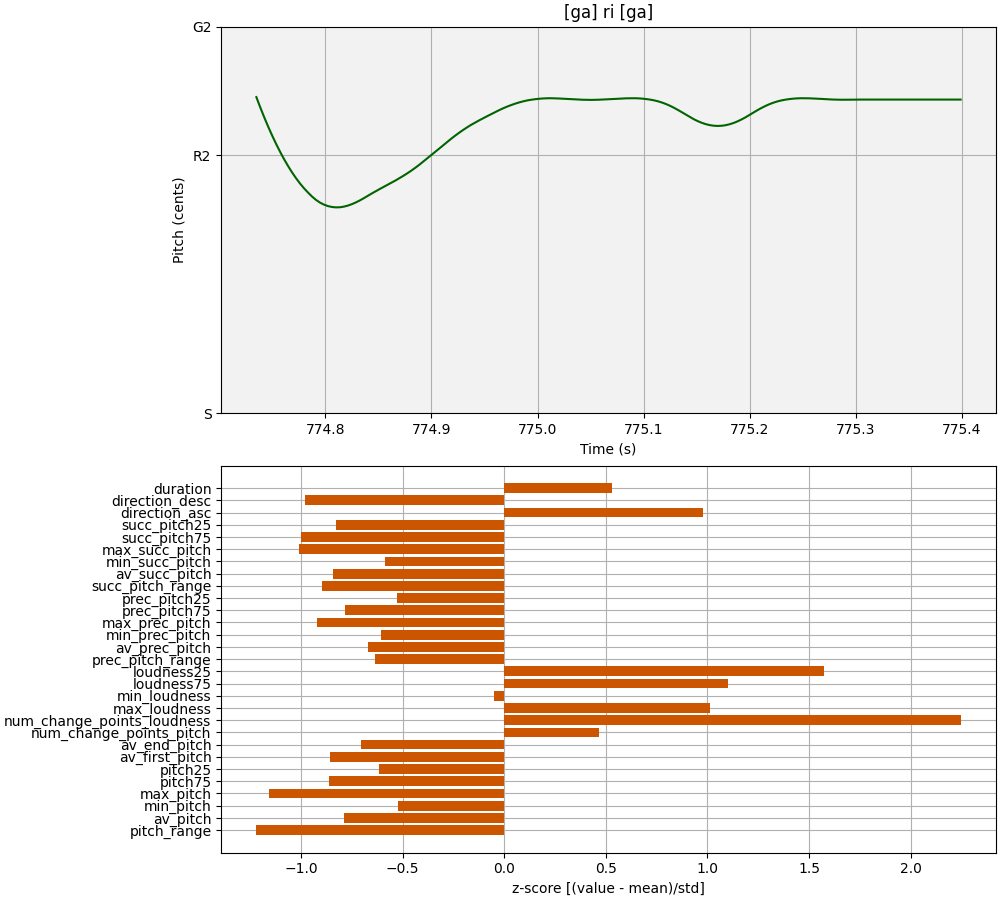 [ga] ri [ga]
G2
R2
S
Pitch (cents)
774.8 774.9 775.0 775.1 775.2 775.3 775.4
Time (s)
duration
direction_desc
direction_asc
succ_pitch25
succ_pitch75
max_succ_pitch
min_succ_pitch
av_succ_pitch
succ_pitch_range
prec_pitch25
prec_pitch75
max_prec_pitch
min_prec_pitch
av_prec_pitch
prec_pitch_range
loudness25
loudness75
min_loudness
max_loudness
num_change_points_loudness
num_change_points_pitch
av_end_pitch
av_first_pitch
pitch25
pitch75
max_pitch
min_pitch
av_pitch
pitch_range
−1.0 −0.5 0.0 0.5 1.0 1.5 2.0
z-score [(value - mean)/std]